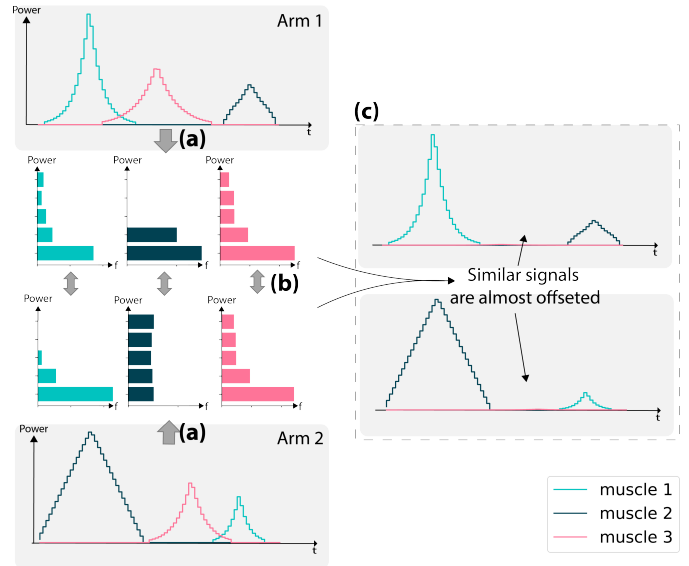 Power
Arm 1
t
(a)
(c)
Power
Power
Power
f
f
f
(b)
t
Similar signals
are almost offseted
Power
Power
Power
f
f
f
t
(a)
Power
Arm 2
t
muscle 1
muscle 2
muscle 3